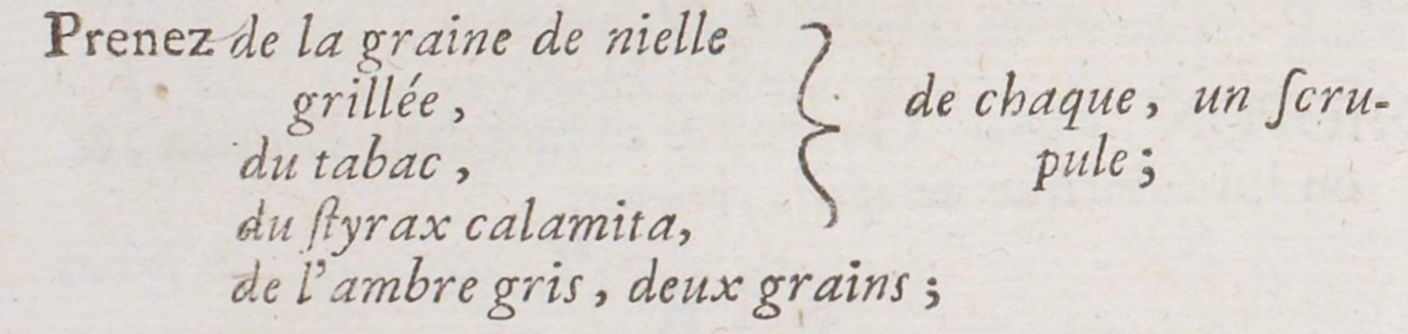 Prenez de la graine de nielle
grillée,
du tabac,
du ſtyrax calamita,
de chaque, un ſcru-
pule;
de l'ambre gris, deux grains;